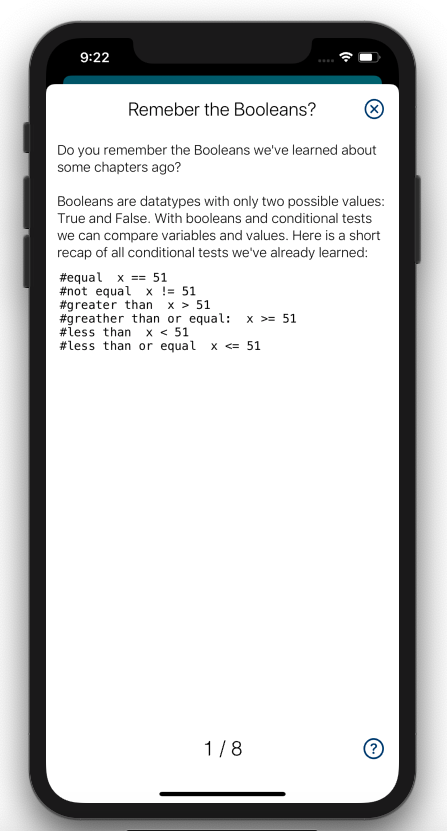 9:22
Remeber the Booleans?
Do you remember the Booleans we've learned about
some chapters ago?
Booleans are datatypes with only two possible values:
True and False. With booleans and conditional tests
we can compare variables and values. Here is a short
recap of all conditional tests we've already learned:
#equal  x == 51
#not equal  x != 51
#greater than  x > 51
#greather than or equal:  x >= 51
#less than  x < 51
#less than or equal  x <= 51
1 / 8
?